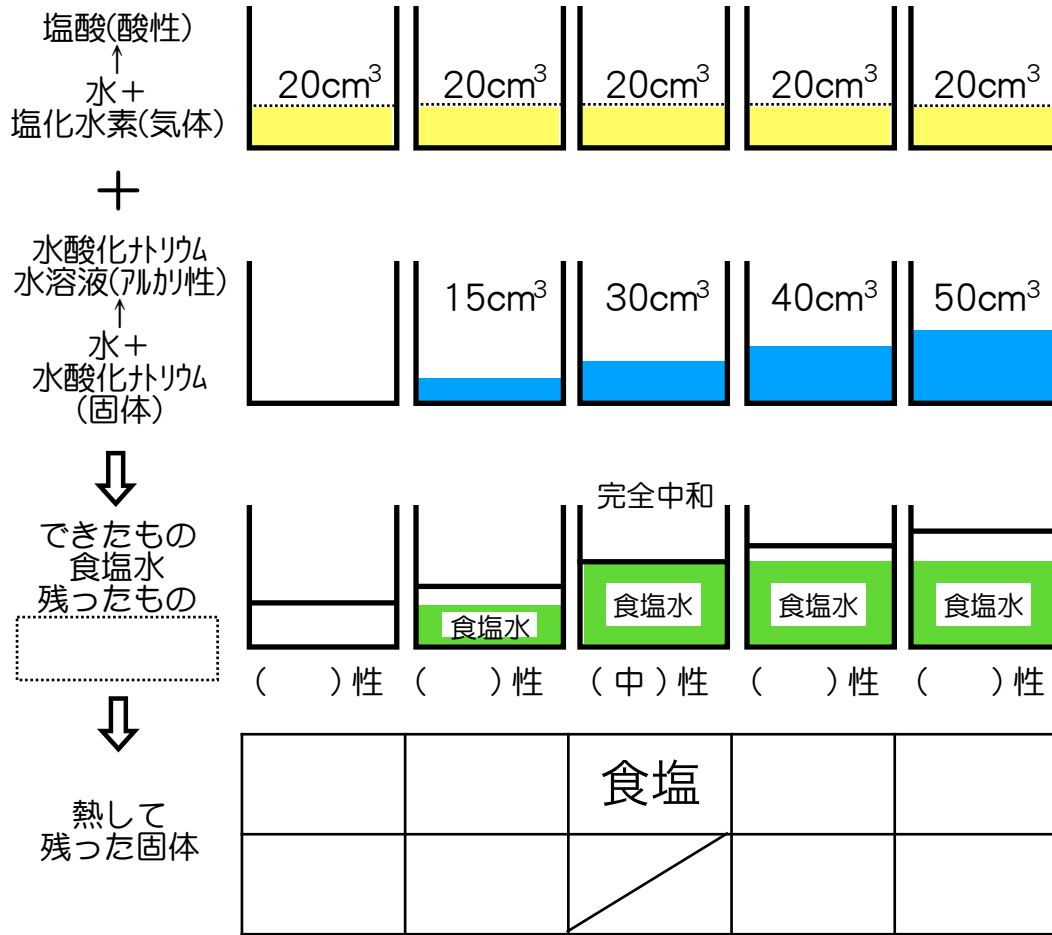 塩酸(酸性)
↑
水＋
塩化水素(気体)
20cm³ 20cm³ 20cm³ 20cm³ 20cm³
＋
水酸化ﾅﾄﾘｳﾑ
水溶液(ｱﾙｶﾘ性)
↑
水＋
水酸化ﾅﾄﾘｳﾑ
(固体)
15cm³ 30cm³ 40cm³ 50cm³
完全中和
できたもの
食塩水
残ったもの
食塩水 食塩水 食塩水 食塩水
(　　)性 (　　)性 (中)性 (　　)性 (　　)性
熱して
残った固体
食塩